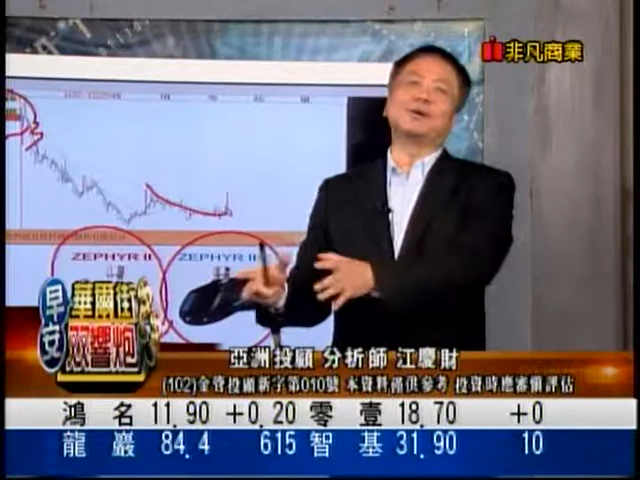 非凡商業
ZEPHYR II
ZEPHYR II
早安
華爾街
双響炮
亞洲投顧 分析師 江慶財
(102)金管投顧新字第010號 本資料僅供參考 投資時應審慎評估
鴻名 11.90 +0.20 零壹 18.70 +0
龍巖 84.4 615 智基 31.90 10